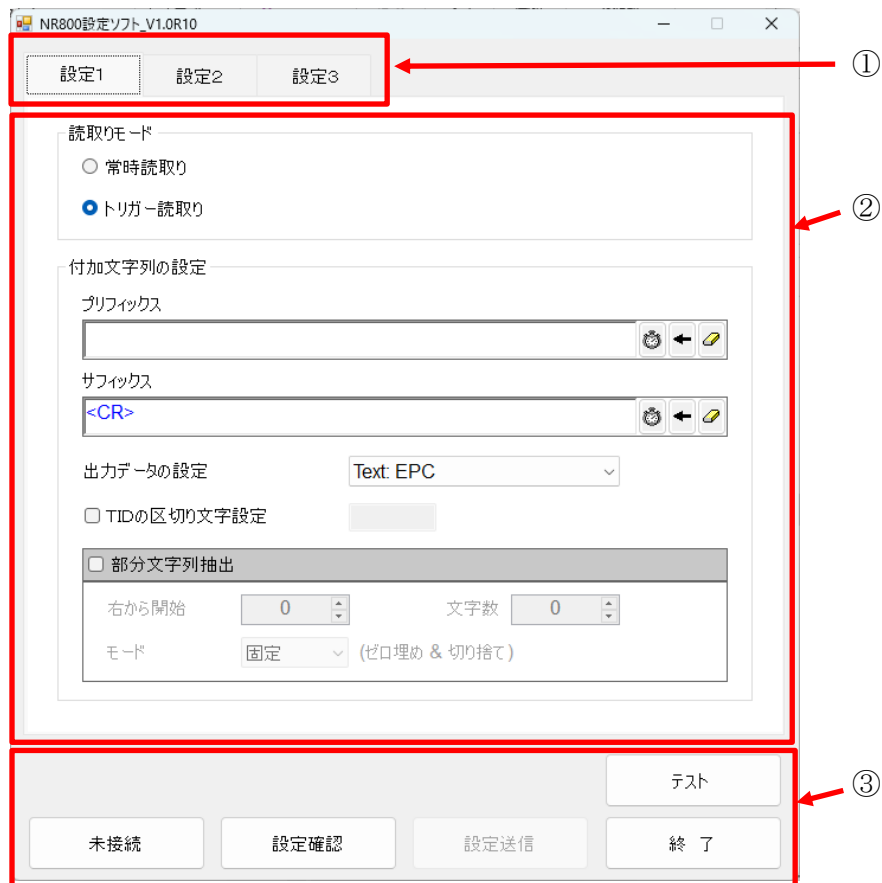 NR800設定ソフト_V1.0R10
設定1 設定2 設定3 ①
読取りモード
常時読取り
トリガー読取り ②
付加文字列の設定
プリフィックス
サフィックス
<CR>
出力データの設定 Text: EPC
TIDの区切り文字設定
部分文字列抽出
右から開始 0 文字数 0
モード 固定 (ゼロ埋め & 切り捨て)
テスト ③
未接続 設定確認 設定送信 終 了